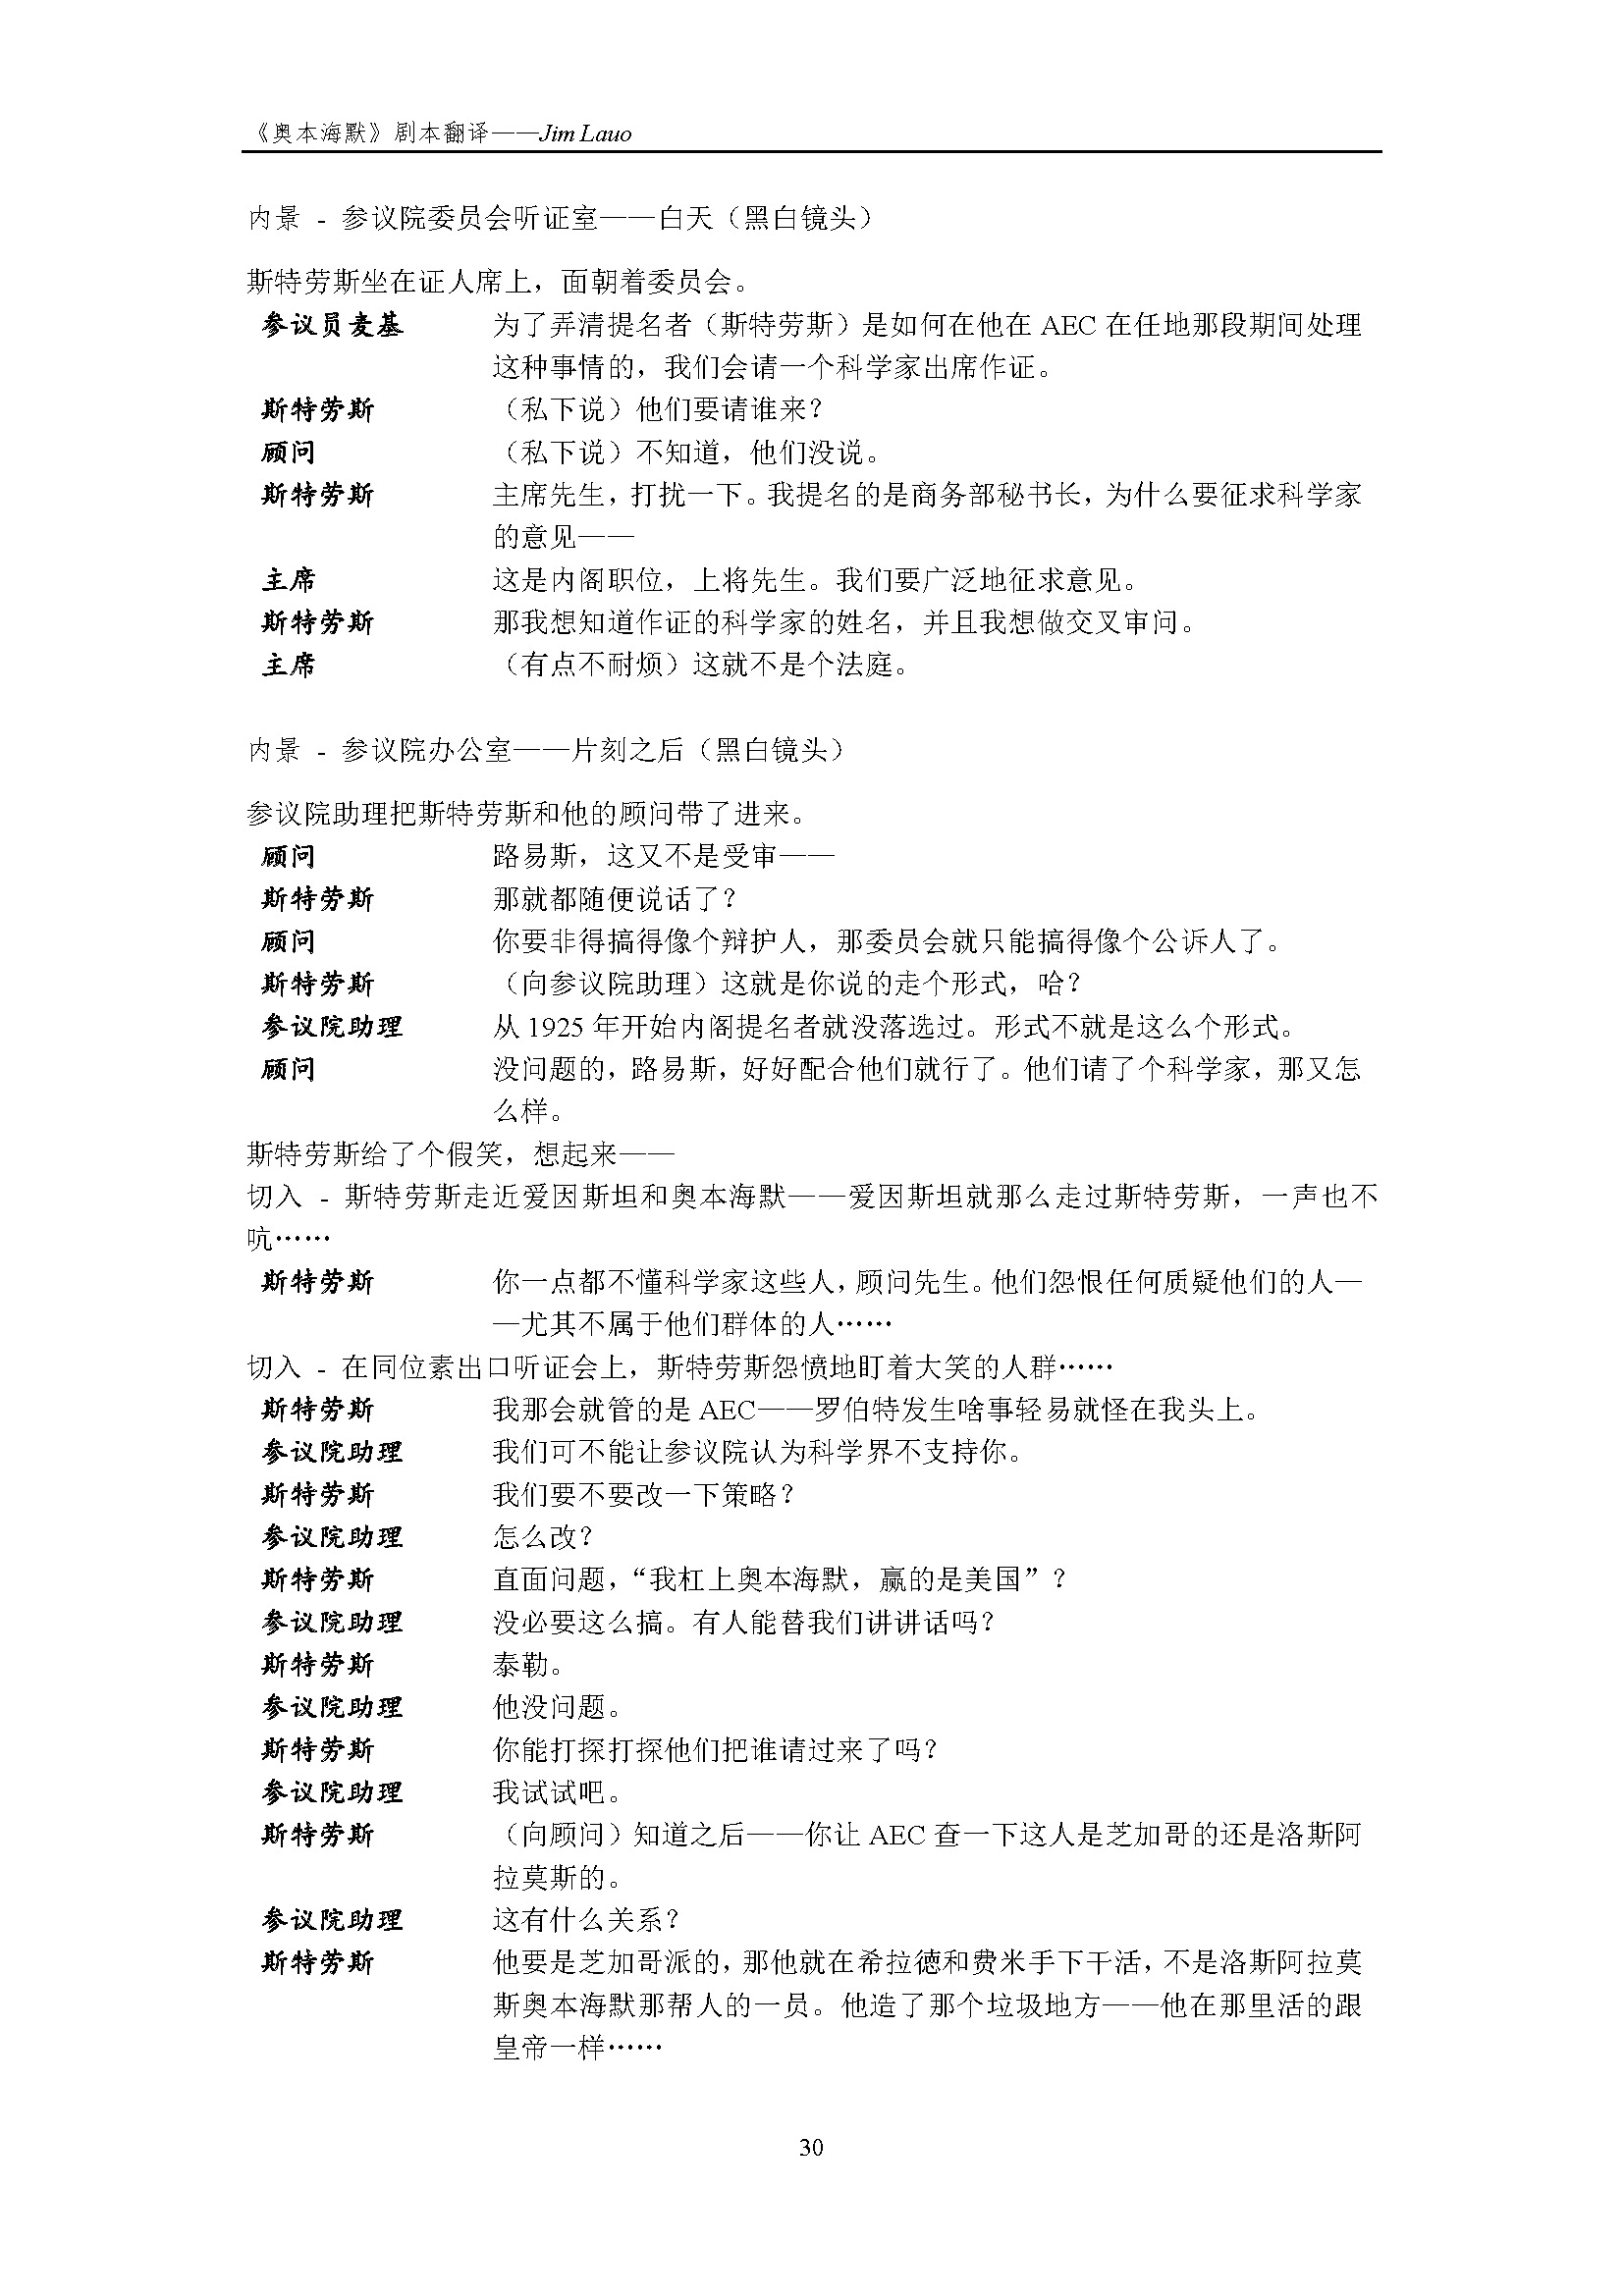 《奥本海默》剧本翻译——Jim Lauo
内景 - 参议院委员会听证室——白天（黑白镜头）
斯特劳斯坐在证人席上，面朝着委员会。
参议员麦基 为了弄清提名者（斯特劳斯）是如何在他在 AEC 在任地那段期间处理
这种事情的，我们会请一个科学家出席作证。
斯特劳斯 （私下说）他们要请谁来？
顾问 （私下说）不知道，他们没说。
斯特劳斯 主席先生，打扰一下。我提名的是商务部秘书长，为什么要征求科学家
的意见——
主席 这是内阁职位，上将先生。我们要广泛地征求意见。
斯特劳斯 那我想知道作证的科学家的姓名，并且我想做交叉审问。
主席 （有点不耐烦）这就不是个法庭。
内景 - 参议院办公室——片刻之后（黑白镜头）
参议院助理把斯特劳斯和他的顾问带了进来。
顾问 路易斯，这又不是受审——
斯特劳斯 那就都随便说话了？
顾问 你要非得搞得像个辩护人，那委员会就只能搞得像个公诉人了。
斯特劳斯 （向参议院助理）这就是你说的走个形式，哈？
参议院助理 从 1925 年开始内阁提名者就没落选过。形式不就是这么个形式。
顾问 没问题的，路易斯，好好配合他们就行了。他们请了个科学家，那又怎
么样。
斯特劳斯给了个假笑，想起来——
切入 - 斯特劳斯走近爱因斯坦和奥本海默——爱因斯坦就那么走过斯特劳斯，一声也不
吭……
斯特劳斯 你一点都不懂科学家这些人，顾问先生。他们怨恨任何质疑他们的人—
—尤其不属于他们群体的人……
切入 - 在同位素出口听证会上，斯特劳斯怨愤地盯着大笑的人群……
斯特劳斯 我那会就管的是 AEC——罗伯特发生啥事轻易就怪在我头上。
参议院助理 我们可不能让参议院认为科学界不支持你。
斯特劳斯 我们要不要改一下策略？
参议院助理 怎么改？
斯特劳斯 直面问题，“我杠上奥本海默，赢的是美国”？
参议院助理 没必要这么搞。有人能替我们讲讲话吗？
斯特劳斯 泰勒。
参议院助理 他没问题。
斯特劳斯 你能打探打探他们把谁请过来了吗？
参议院助理 我试试吧。
斯特劳斯 （向顾问）知道之后——你让 AEC 查一下这人是芝加哥的还是洛斯阿
拉莫斯的。
参议院助理 这有什么关系？
斯特劳斯 他要是芝加哥派的，那他就在希拉德和费米手下干活，不是洛斯阿拉莫
斯奥本海默那帮人的一员。他造了那个垃圾地方——他在那里活的跟
皇帝一样……
30